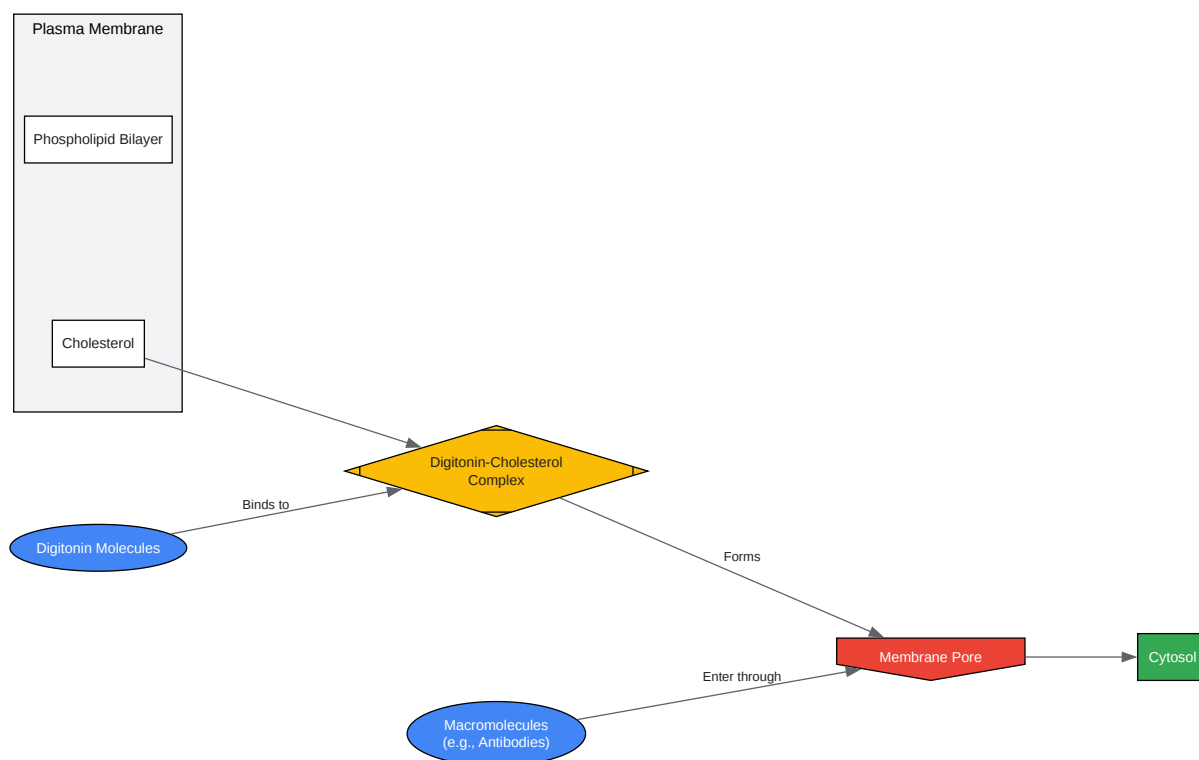 Plasma Membrane
Phospholipid Bilayer
Cholesterol
Digitonin-Cholesterol
Complex
Binds to
Digitonin Molecules
Forms
Membrane Pore
Cytosol
Enter through
Macromolecules
(e.g., Antibodies)